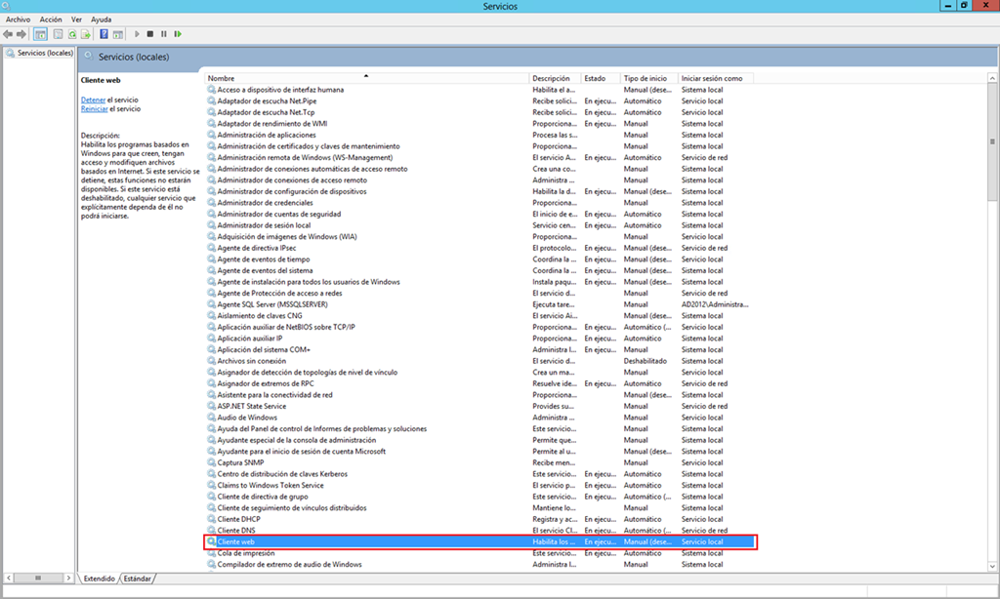 Servicios
Archivo Acción Ver Ayuda
Servicios (locales)
Servicios (locales)
Cliente web
Detener el servicio
Reiniciar el servicio
Descripción:
Habilita los programas basados en
Windows para que creen, tengan
acceso y modifiquen archivos
basados en Internet. Si este servicio se
detiene, estas funciones no estarán
disponibles. Si este servicio está
deshabilitado, cualquier servicio que
explícitamente dependa de él no
podrá iniciarse.
Nombre Descripción Estado Tipo de inicio Iniciar sesión como
Acceso a dispositivo de interfaz humana Habilita el a... Manual (dese... Sistema local
Adaptador de escucha Net.Pipe Recibe solici... En ejecu... Automático Servicio local
Adaptador de escucha Net.Tcp Recibe solici... En ejecu... Automático Servicio local
Adaptador de rendimiento de WMI Proporciona... En ejecu... Manual Sistema local
Administración de aplicaciones Procesa las s... Manual Sistema local
Administración de certificados y claves de mantenimiento Proporciona... Manual Sistema local
Administración remota de Windows (WS-Management) El servicio A... En ejecu... Automático Servicio de red
Administrador de conexiones automáticas de acceso remoto Crea una co... Manual Sistema local
Administrador de conexiones de acceso remoto Administra ... Manual Sistema local
Administrador de configuración de dispositivos Habilita la d... En ejecu... Manual (dese... Sistema local
Administrador de credenciales Proporciona... Manual Sistema local
Administrador de cuentas de seguridad El inicio de e... En ejecu... Automático Sistema local
Administrador de sesión local Servicio cen... En ejecu... Automático Sistema local
Adquisición de imágenes de Windows (WIA) Proporciona... Manual Servicio local
Agente de directiva IPsec El protocolo... En ejecu... Manual (dese... Servicio de red
Agente de eventos de tiempo Coordina la ... En ejecu... Manual (dese... Servicio local
Agente de eventos del sistema Coordina la ... En ejecu... Manual (dese... Sistema local
Agente de instalación para todos los usuarios de Windows Instala paqu... En ejecu... Manual (dese... Sistema local
Agente de Protección de acceso a redes El servicio d... Manual Servicio de red
Agente SQL Server (MSSQLSERVER) Ejecuta tare... Manual AD2012\Administra...
Aislamiento de claves CNG El servicio Ai... Manual (dese... Sistema local
Aplicación auxiliar de NetBIOS sobre TCP/IP Proporciona... En ejecu... Automático (... Servicio local
Aplicación auxiliar IP Proporciona... En ejecu... Automático Sistema local
Aplicación del sistema COM+ Administra l... En ejecu... Manual Sistema local
Archivos sin conexión El servicio d... Deshabilitado Sistema local
Asignador de detección de topologías de nivel de vínculo Crea un ma... Manual Servicio local
Asignador de extremos de RPC Resuelve ide... En ejecu... Automático Servicio de red
Asistente para la conectividad de red Proporciona... Manual (dese... Sistema local
ASP.NET State Service Provides su... Manual Servicio de red
Audio de Windows Administra ... Manual Servicio local
Ayuda del Panel de control de Informes de problemas y soluciones Este servicio... Manual Sistema local
Ayudante especial de la consola de administración Permite que... Manual Sistema local
Ayudante para el inicio de sesión de cuenta Microsoft Permite al u... Manual (dese... Sistema local
Captura SNMP Recibe men... Manual Servicio local
Centro de distribución de claves Kerberos Este servicio... En ejecu... Automático Sistema local
Claims to Windows Token Service El servicio p... En ejecu... Automático Sistema local
Cliente de directiva de grupo Este servicio... En ejecu... Automático (... Sistema local
Cliente de seguimiento de vínculos distribuidos Mantiene lo... Manual Sistema local
Cliente DHCP Registra y ac... En ejecu... Automático Servicio local
Cliente DNS El servicio Cl... En ejecu... Automático (... Servicio de red
Cliente web Habilita los ... En ejecu... Manual (dese... Servicio local
Cola de impresión Este servicio... En ejecu... Automático Sistema local
Compilador de extremo de audio de Windows Administra l... Manual Sistema local
Extendido Estándar